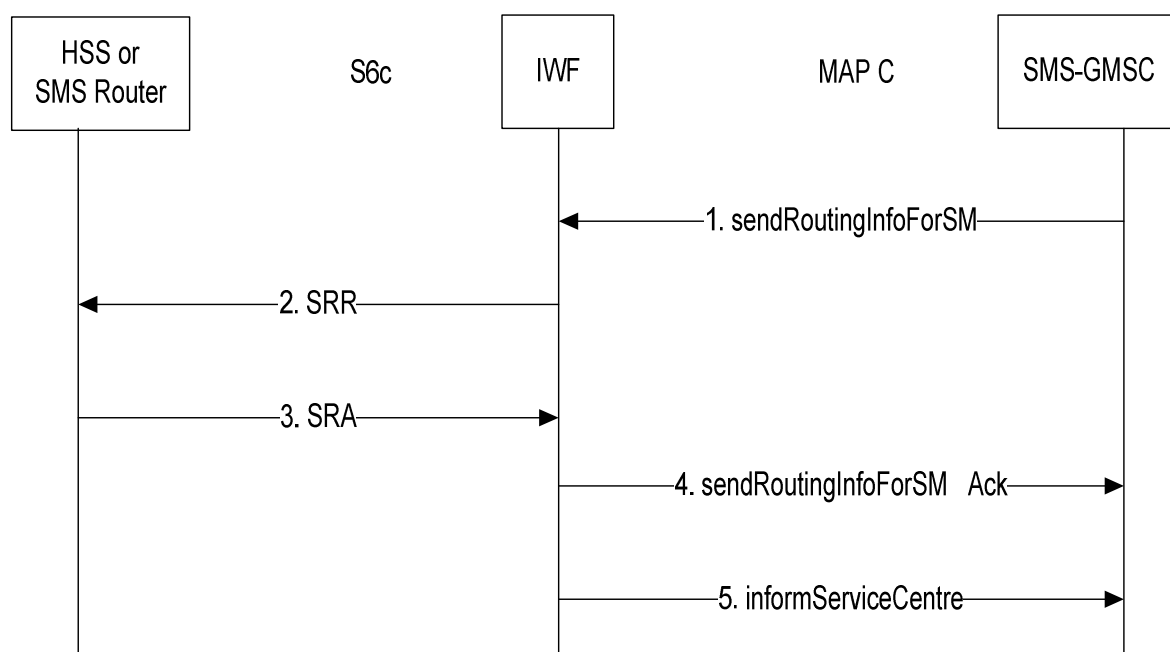 HSS or
SMS Router
S6c
IWF
MAP C
SMS-GMSC
1. sendRoutingInfoForSM
2. SRR
3. SRA
4. sendRoutingInfoForSM Ack
5. informServiceCentre